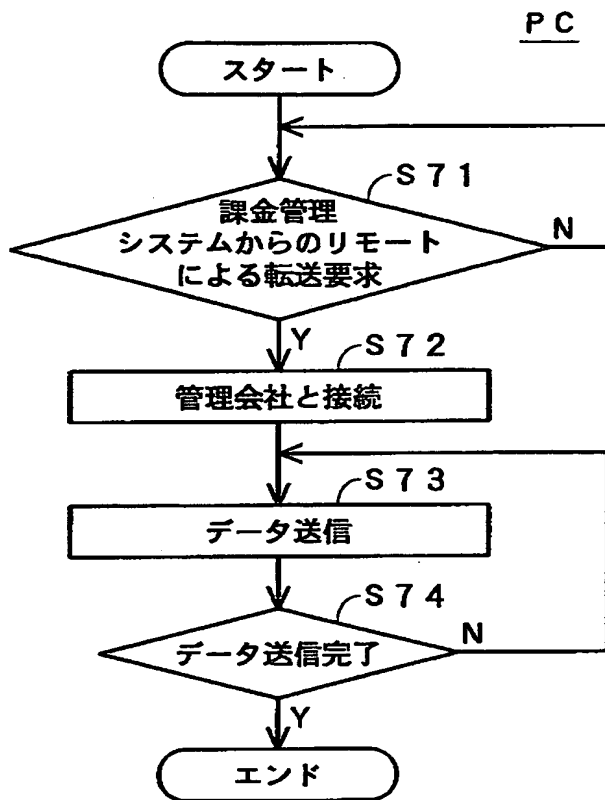 PC
スタート
S71
課金管理
システムからのリモート
による転送要求
N
Y
S72
管理会社と接続
S73
データ送信
S74
データ送信完了
N
Y
エンド